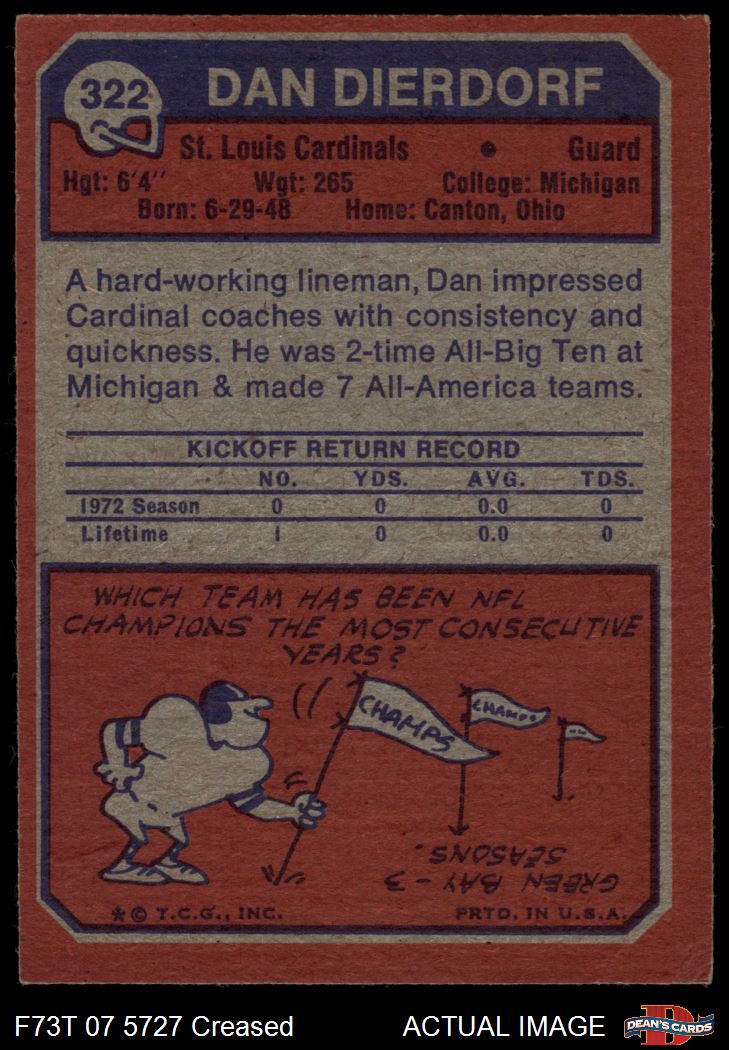 322 DAN DIERDORF
St. Louis Cardinals • Guard
Hgt: 6'4" Wgt: 265 College: Michigan
Born: 6-29-48 Home: Canton, Ohio
A hard-working lineman, Dan impressed
Cardinal coaches with consistency and
quickness. He was 2-time All-Big Ten at
Michigan & made 7 All-America teams.
KICKOFF RETURN RECORD
NO. YDS. AVG. TDS.
1972 Season 0 0 0.0 0
Lifetime 1 0 0.0 0
WHICH TEAM HAS BEEN NFL
CHAMPIONS THE MOST CONSECUTIVE
YEARS?
CHAMPS
CHAMPS
GREEN BAY - 3
SEASONS.
* © T.C.G., INC. PRTD. IN U.S.A.
F73T 07 5727 Creased ACTUAL IMAGE
D
DEAN'S CARDS